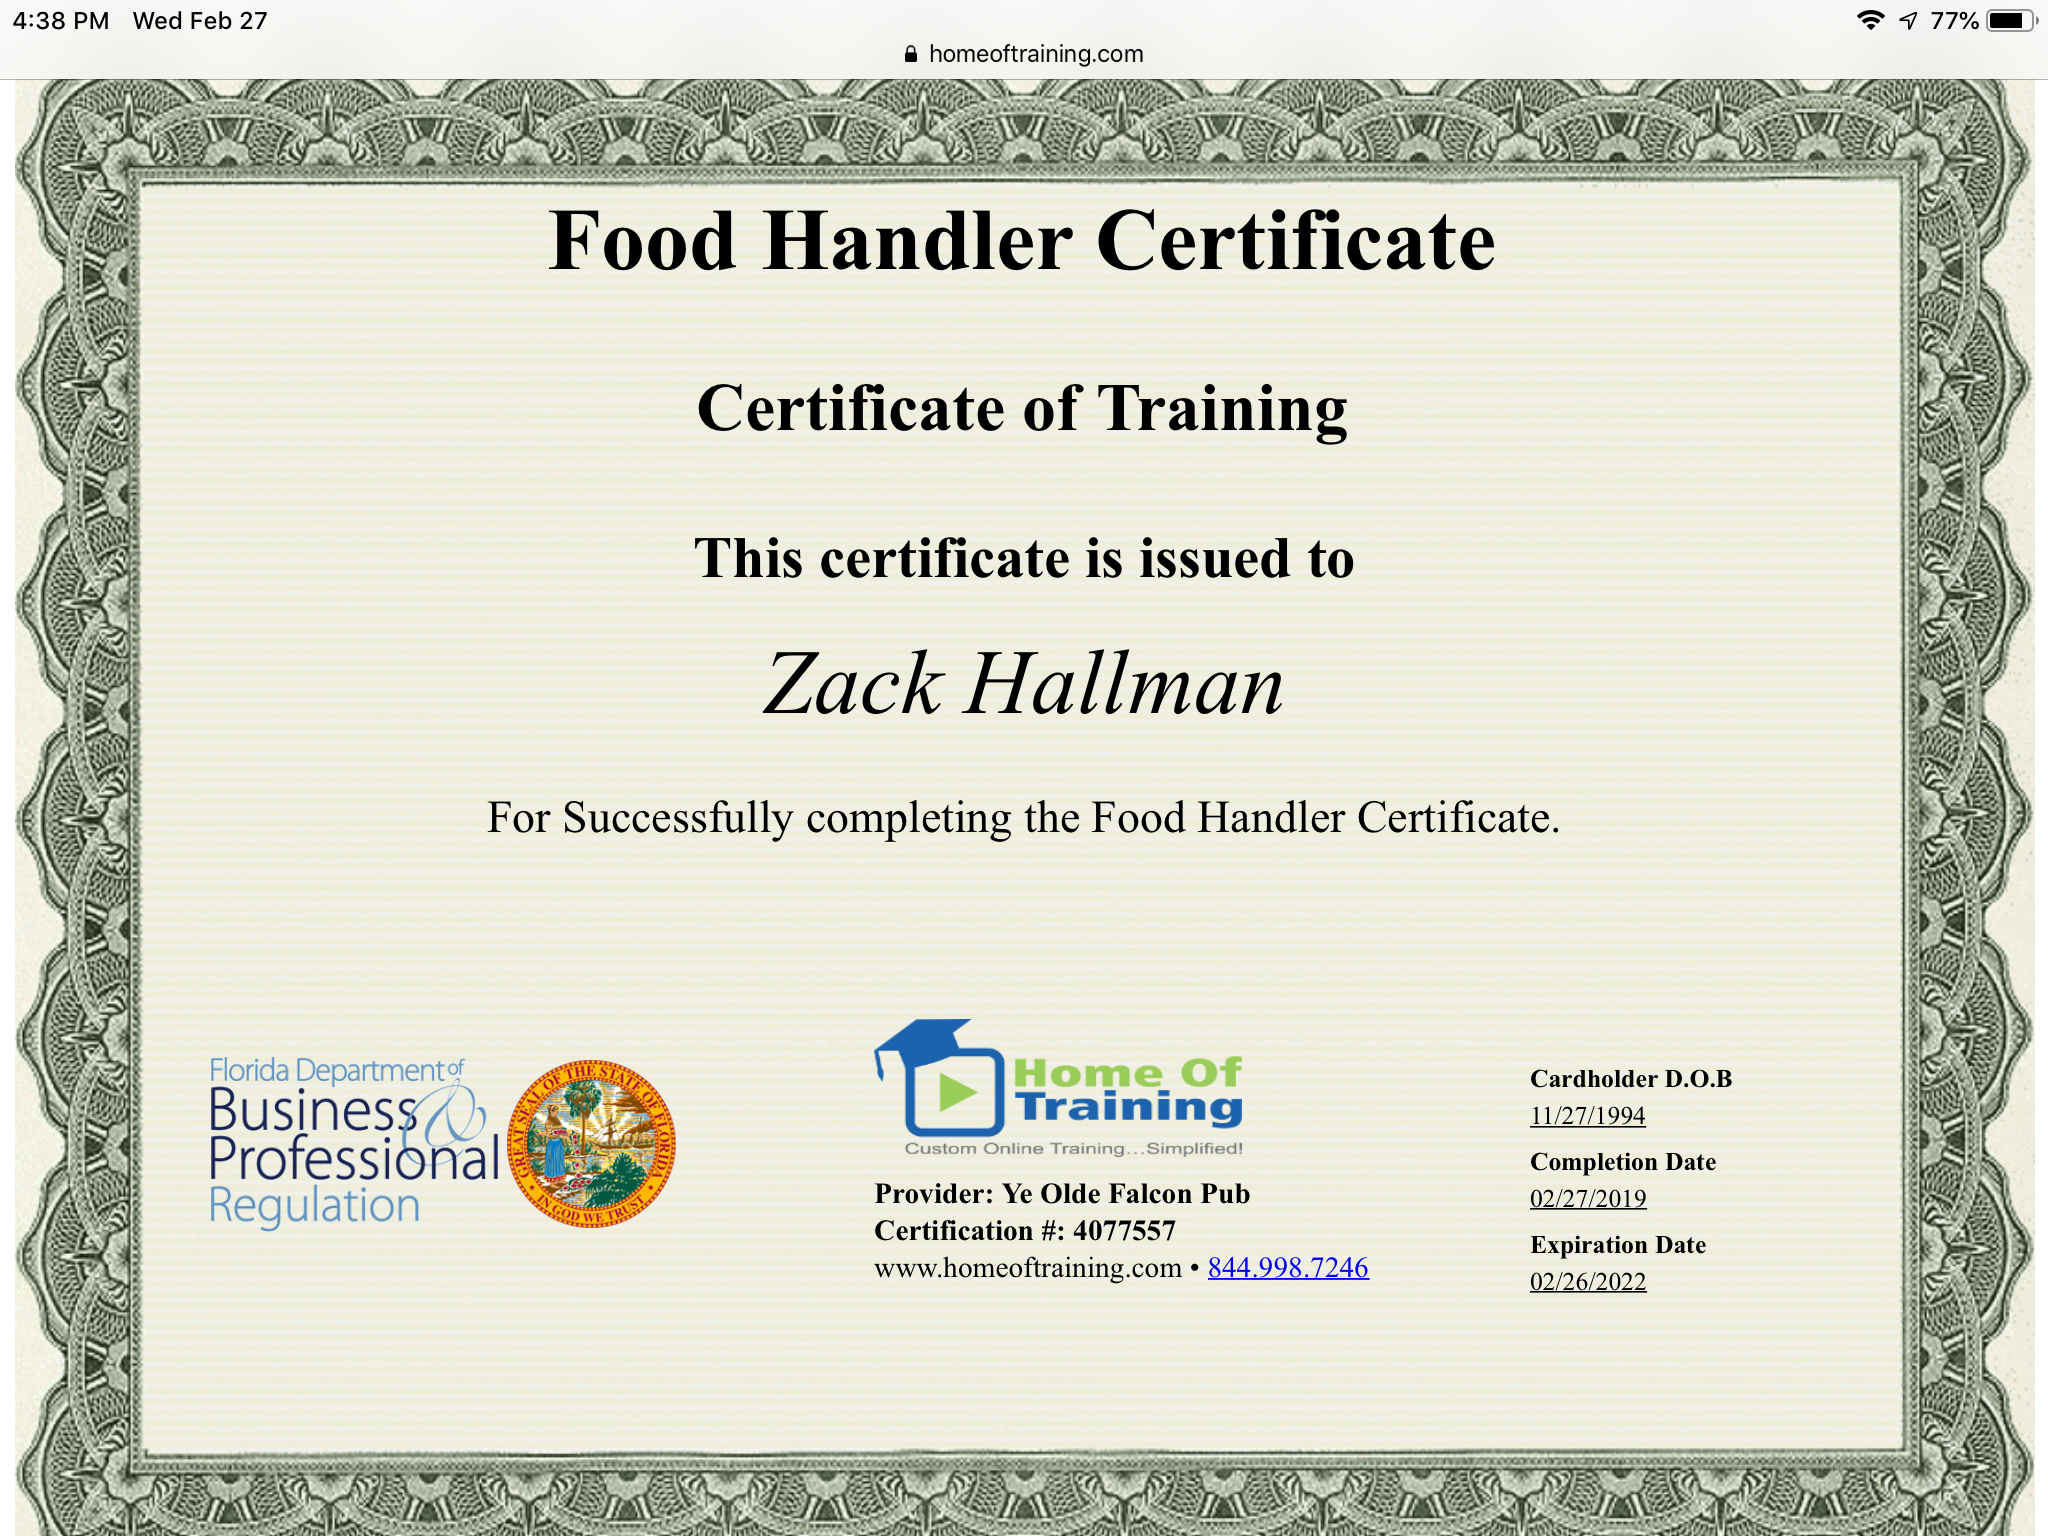 4:38 PM Wed Feb 27
77%
homeoftraining.com
Food Handler Certificate
Certificate of Training
This certificate is issued to
Zack Hallman
For Successfully completing the Food Handler Certificate.
Florida Department of
Business &
Professional
Regulation
GREAT SEAL OF THE STATE OF FLORIDA
IN GOD WE TRUST
Home Of
Training
Custom Online Training...Simplified!
Provider: Ye Olde Falcon Pub
Certification #: 4077557
www.homeoftraining.com • 844.998.7246
Cardholder D.O.B
11/27/1994
Completion Date
02/27/2019
Expiration Date
02/26/2022